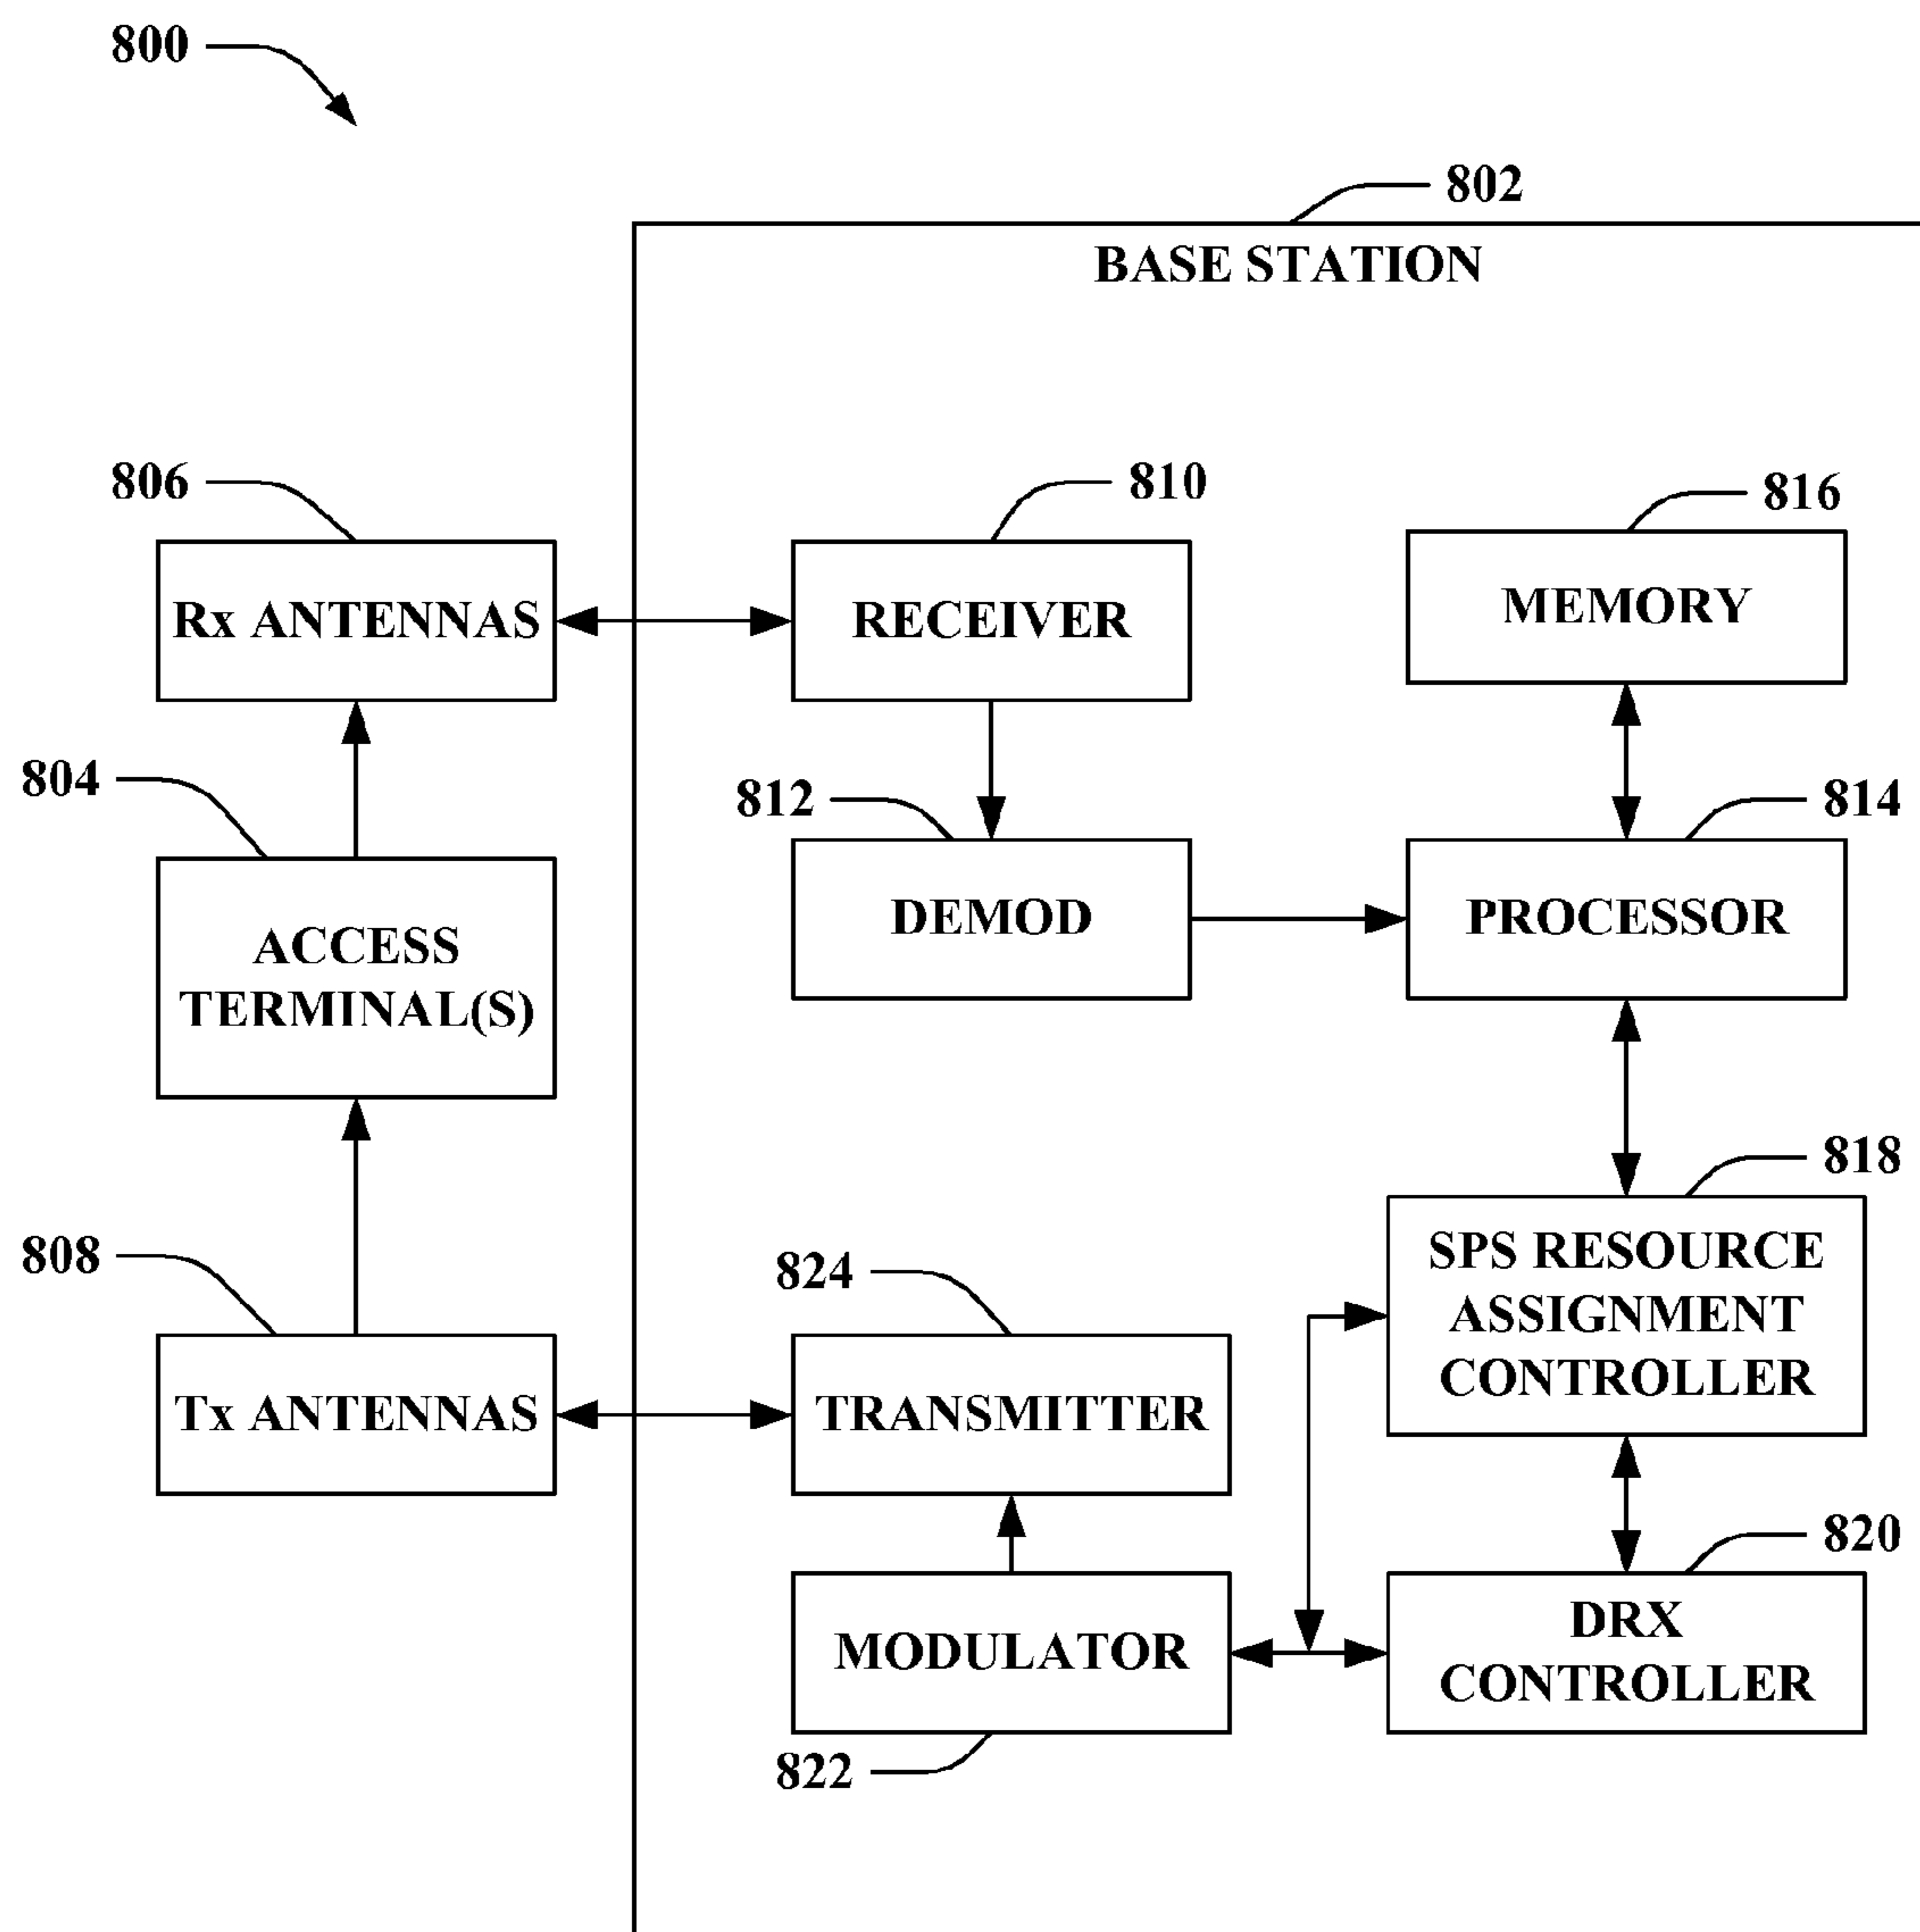 800
802
BASE STATION
806
810
816
Rx ANTENNAS
RECEIVER
MEMORY
804
812
814
ACCESS
TERMINAL(S)
DEMOD
PROCESSOR
818
808
824
SPS RESOURCE
ASSIGNMENT
CONTROLLER
Tx ANTENNAS
TRANSMITTER
820
MODULATOR
DRX
CONTROLLER
822